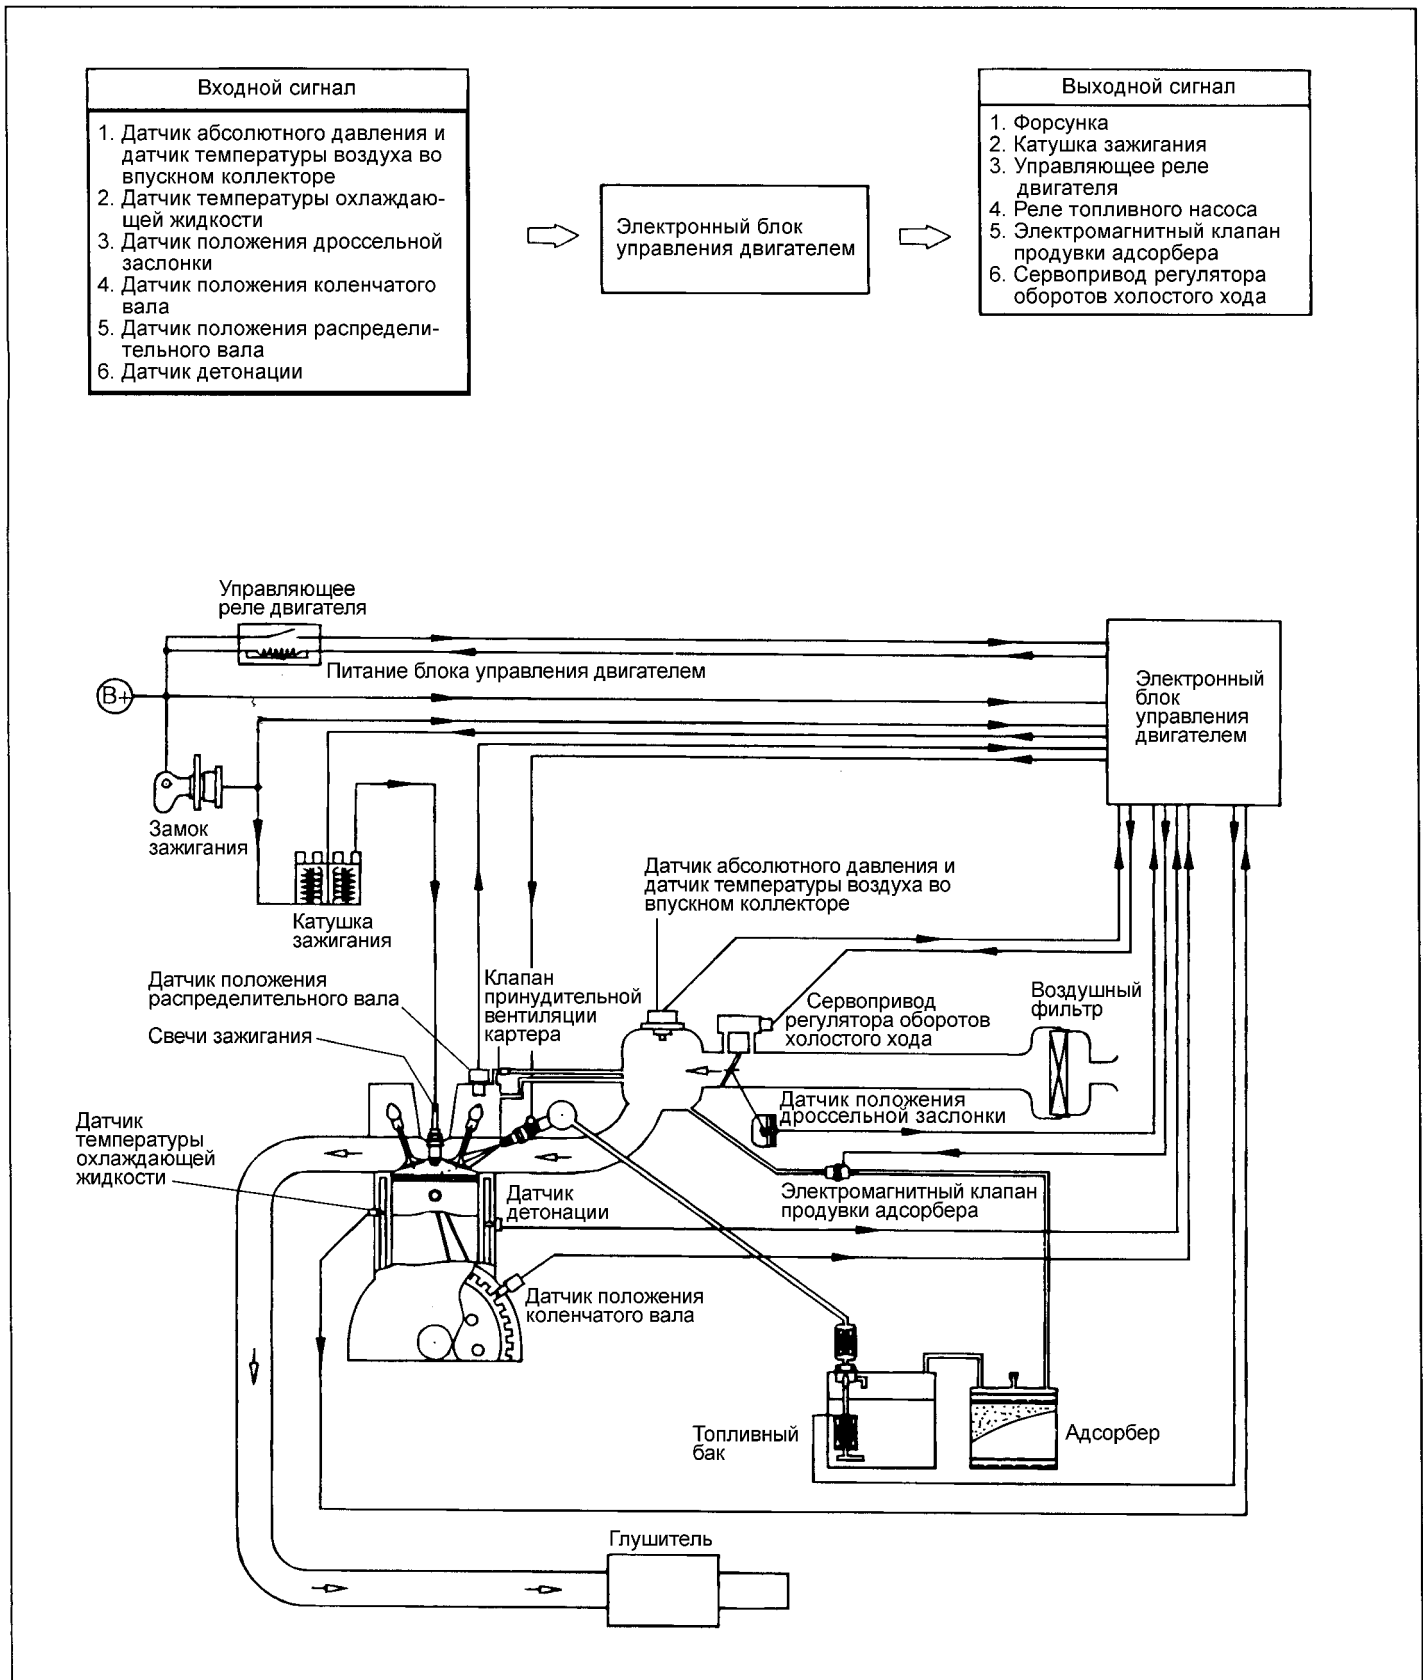 Входной сигнал
1. Датчик абсолютного давления и
датчик температуры воздуха во
впускном коллекторе
2. Датчик температуры охлаждаю-
щей жидкости
3. Датчик положения дроссельной
заслонки
4. Датчик положения коленчатого
вала
5. Датчик положения распредели-
тельного вала
6. Датчик детонации
Электронный блок
управления двигателем
Выходной сигнал
1. Форсунка
2. Катушка зажигания
3. Управляющее реле
двигателя
4. Реле топливного насоса
5. Электромагнитный клапан
продувки адсорбера
6. Сервопривод регулятора
оборотов холостого хода
Управляющее
реле двигателя
Питание блока управления двигателем
B+
Электронный
блок
управления
двигателем
Замок
зажигания
Катушка
зажигания
Датчик абсолютного давления и
датчик температуры воздуха во
впускном коллекторе
Датчик положения
распределительного вала
Свечи зажигания
Клапан
принудительной
вентиляции
картера
Сервопривод
регулятора оборотов
холостого хода
Воздушный
фильтр
Датчик положения
дроссельной заслонки
Датчик
температуры
охлаждающей
жидкости
Датчик
детонации
Электромагнитный клапан
продувки адсорбера
Датчик положения
коленчатого вала
Топливный
бак
Адсорбер
Глушитель